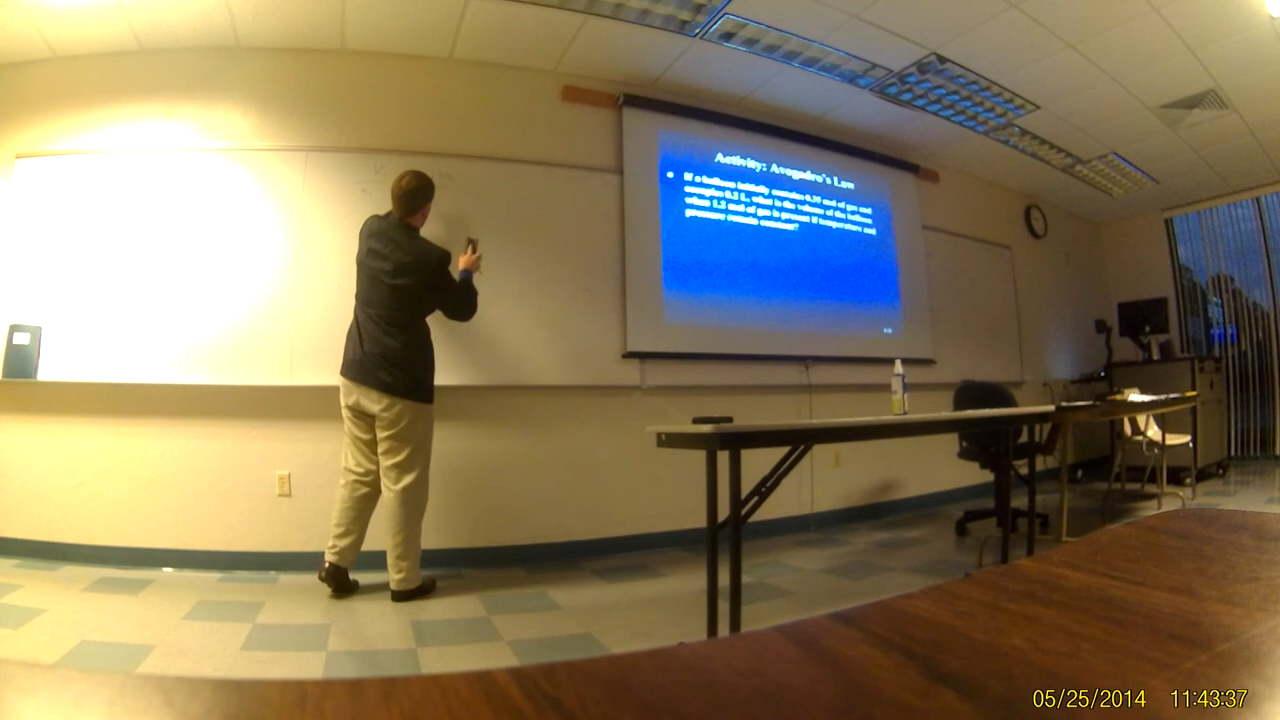 Activity: Avogadro's Law
If a balloon initially contains 0.35 mol of gas and
occupies 8.2 L, what is the volume of the balloon
when 1.2 mol of gas is present if temperature and
pressure remain constant?
05/25/2014 11:43:37